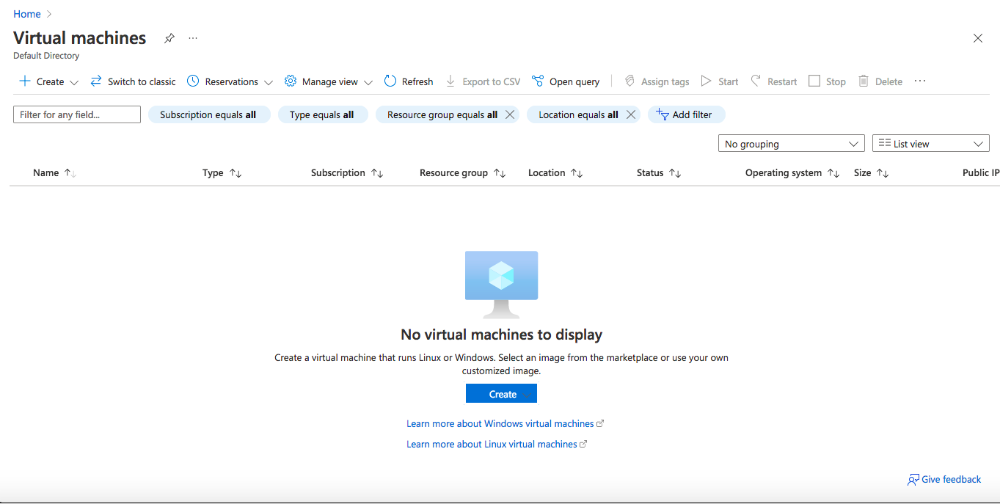 Home
Virtual machines
Default Directory
Create Switch to classic Reservations Manage view Refresh Export to CSV Open query Assign tags Start Restart Stop Delete
Filter for any field... Subscription equals all Type equals all Resource group equals all Location equals all Add filter
No grouping List view
Name Type Subscription Resource group Location Status Operating system Size Public IP
No virtual machines to display
Create a virtual machine that runs Linux or Windows. Select an image from the marketplace or use your own
customized image.
Create
Learn more about Windows virtual machines
Learn more about Linux virtual machines
Give feedback